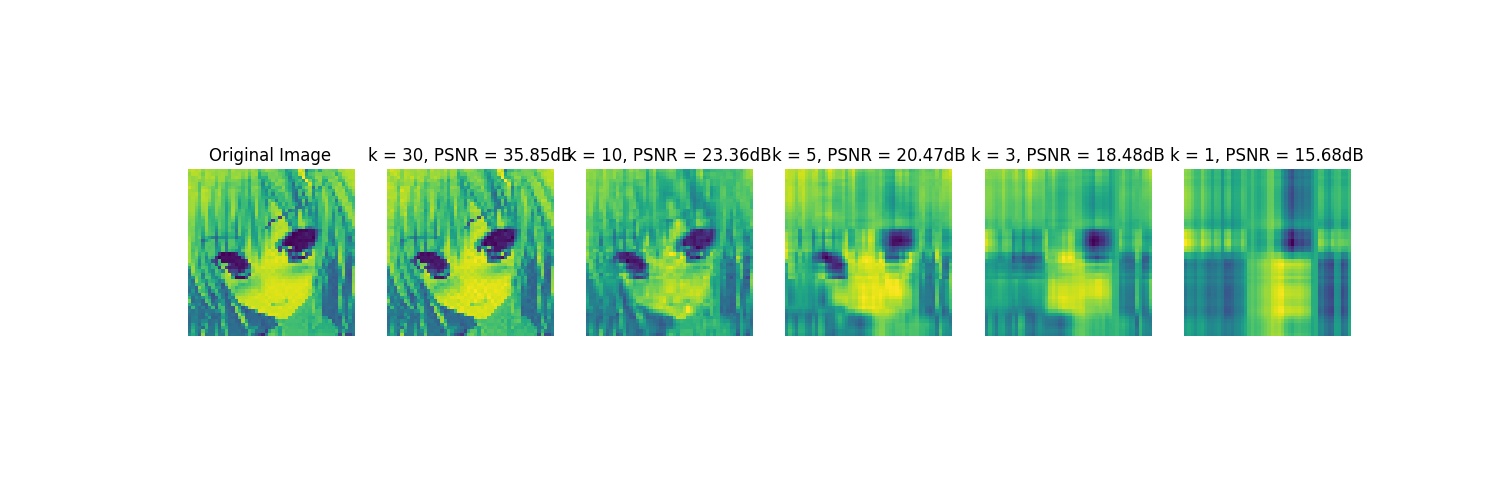 Original Image
k = 30, PSNR = 35.85dB
k = 10, PSNR = 23.36dB
k = 5, PSNR = 20.47dB
k = 3, PSNR = 18.48dB
k = 1, PSNR = 15.68dB